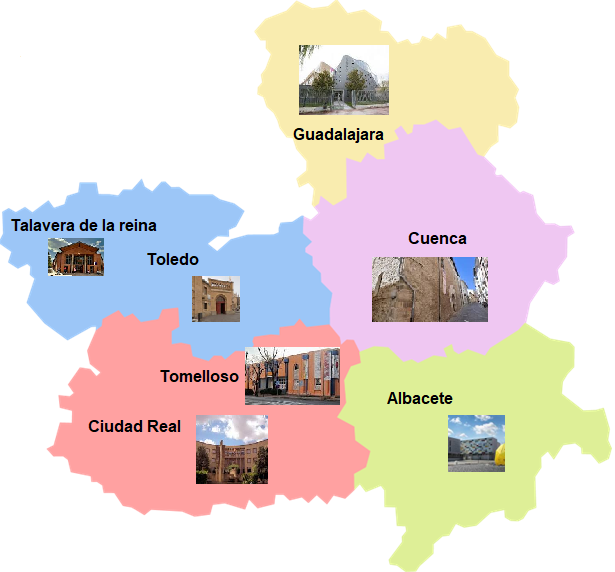 Guadalajara
Talavera de la reina
Cuenca
Toledo
Tomelloso
Albacete
Ciudad Real